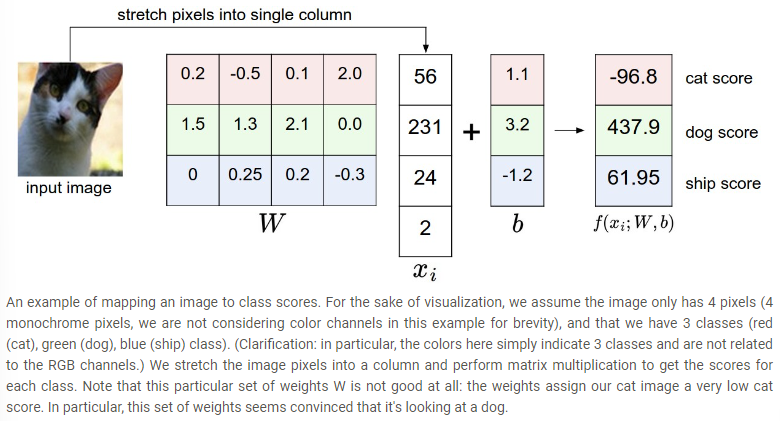 stretch pixels into single column
0.2 -0.5 0.1 2.0 56 1.1 -96.8 cat score
1.5 1.3 2.1 0.0 231 + 3.2 437.9 dog score
0 0.25 0.2 -0.3 24 -1.2 61.95 ship score
input image
W 2 b f(xᵢ; W, b)
xᵢ
An example of mapping an image to class scores. For the sake of visualization, we assume the image only has 4 pixels (4
monochrome pixels, we are not considering color channels in this example for brevity), and that we have 3 classes (red
(cat), green (dog), blue (ship) class). (Clarification: in particular, the colors here simply indicate 3 classes and are not related
to the RGB channels.) We stretch the image pixels into a column and perform matrix multiplication to get the scores for
each class. Note that this particular set of weights W is not good at all: the weights assign our cat image a very low cat
score. In particular, this set of weights seems convinced that it's looking at a dog.